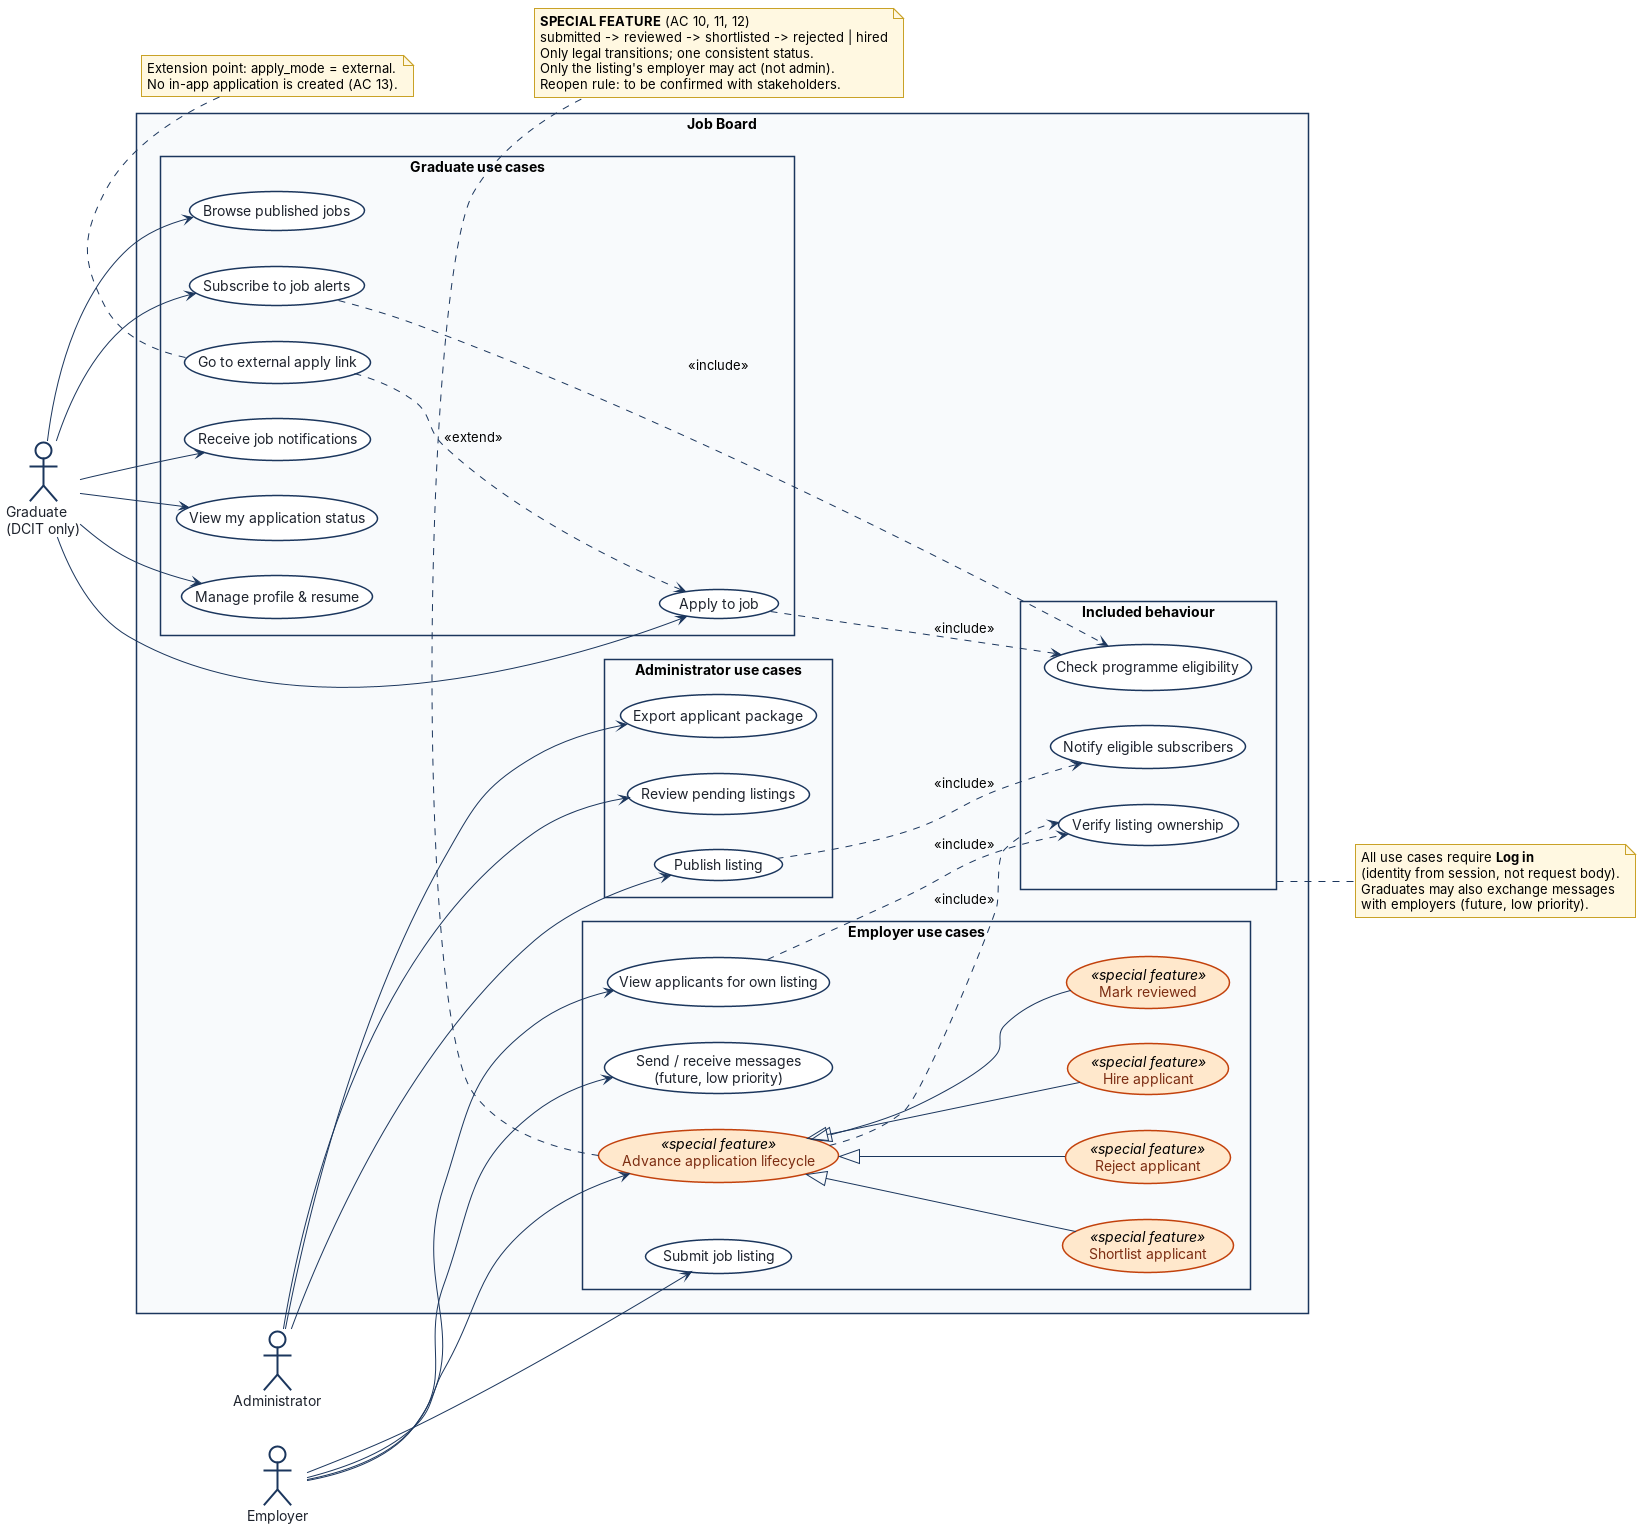 SPECIAL FEATURE (AC 10, 11, 12)
submitted -> reviewed -> shortlisted -> rejected | hired
Only legal transitions; one consistent status.
Only the listing's employer may act (not admin).
Reopen rule: to be confirmed with stakeholders.
Extension point: apply_mode = external.
No in-app application is created (AC 13).
Job Board
Graduate use cases
Browse published jobs
Subscribe to job alerts
«include»
Go to external apply link
«extend»
Receive job notifications
View my application status
Graduate
(DCIT only)
Manage profile & resume
Apply to job
«include»
Included behaviour
Check programme eligibility
Notify eligible subscribers
Verify listing ownership
Administrator use cases
Export applicant package
Review pending listings
«include»
Publish listing
«include»
«include»
All use cases require Log in
(identity from session, not request body).
Graduates may also exchange messages
with employers (future, low priority).
Employer use cases
View applicants for own listing
«special feature»
Mark reviewed
Send / receive messages
(future, low priority)
«special feature»
Hire applicant
«special feature»
Advance application lifecycle
«special feature»
Reject applicant
Submit job listing
«special feature»
Shortlist applicant
Administrator
Employer